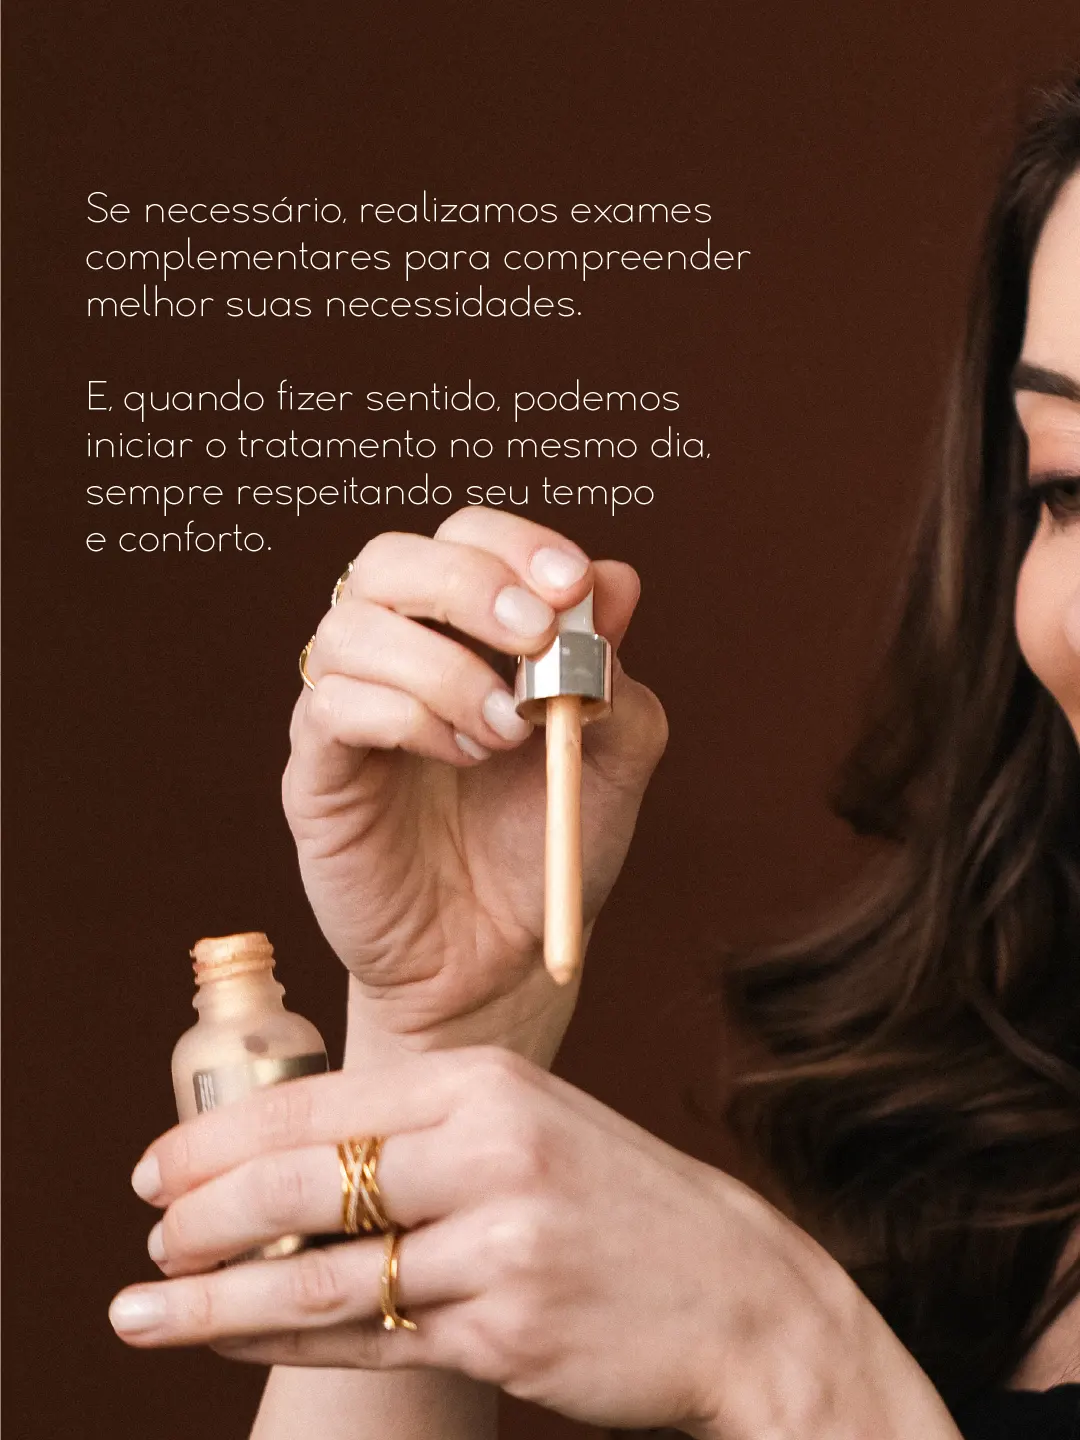 Se necessário, realizamos exames
complementares para compreender
melhor suas necessidades.
E, quando fizer sentido, podemos
iniciar o tratamento no mesmo dia,
sempre respeitando seu tempo
e conforto.